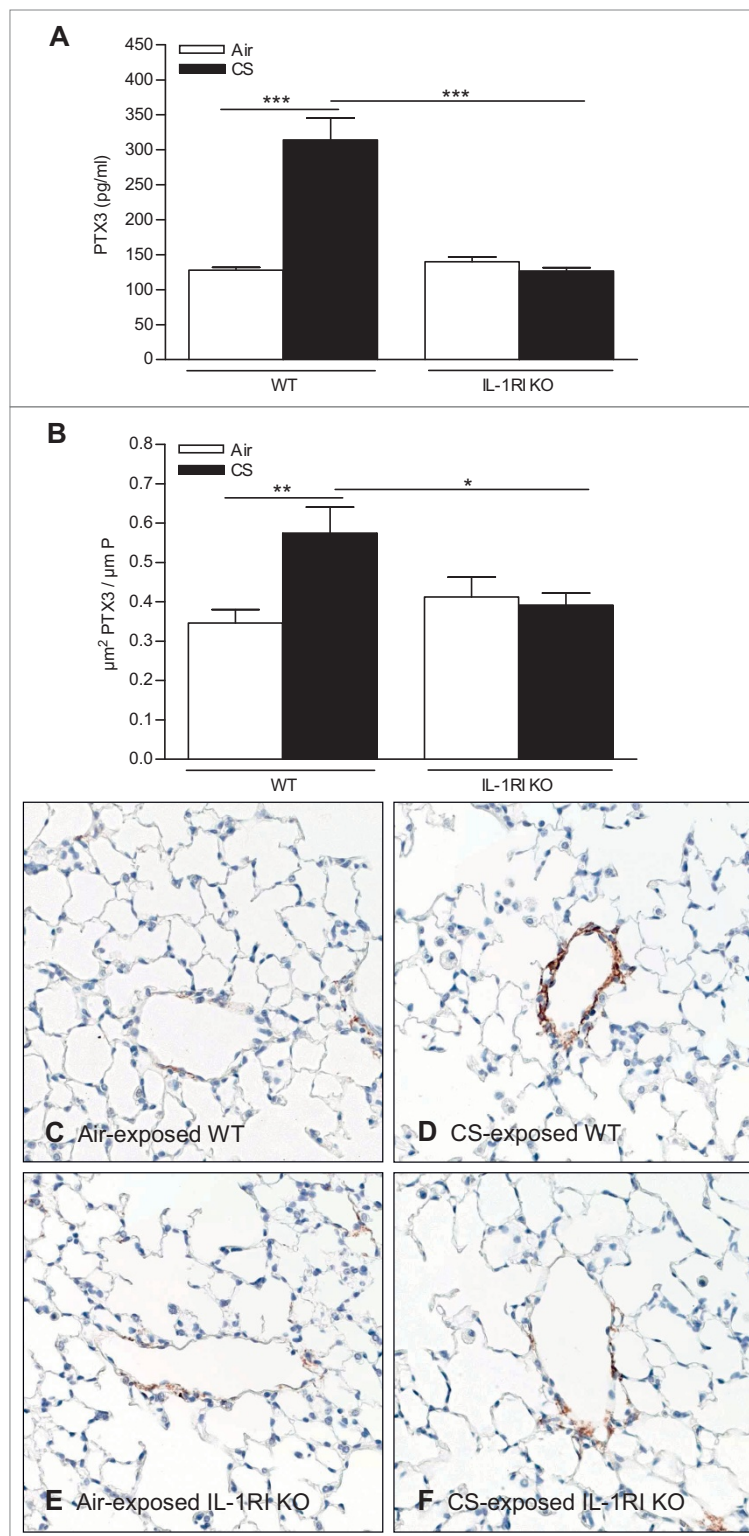 A
Air
CS
450
400
350
300
250
200
150
100
50
0
PTX3 (pg/ml)
***
***
WT
IL-1RI KO
B
Air
CS
0.8
0.7
0.6
0.5
0.4
0.3
0.2
0.1
0.0
µm² PTX3 / µm P
**
*
WT
IL-1RI KO
C Air-exposed WT
D CS-exposed WT
E Air-exposed IL-1RI KO
F CS-exposed IL-1RI KO